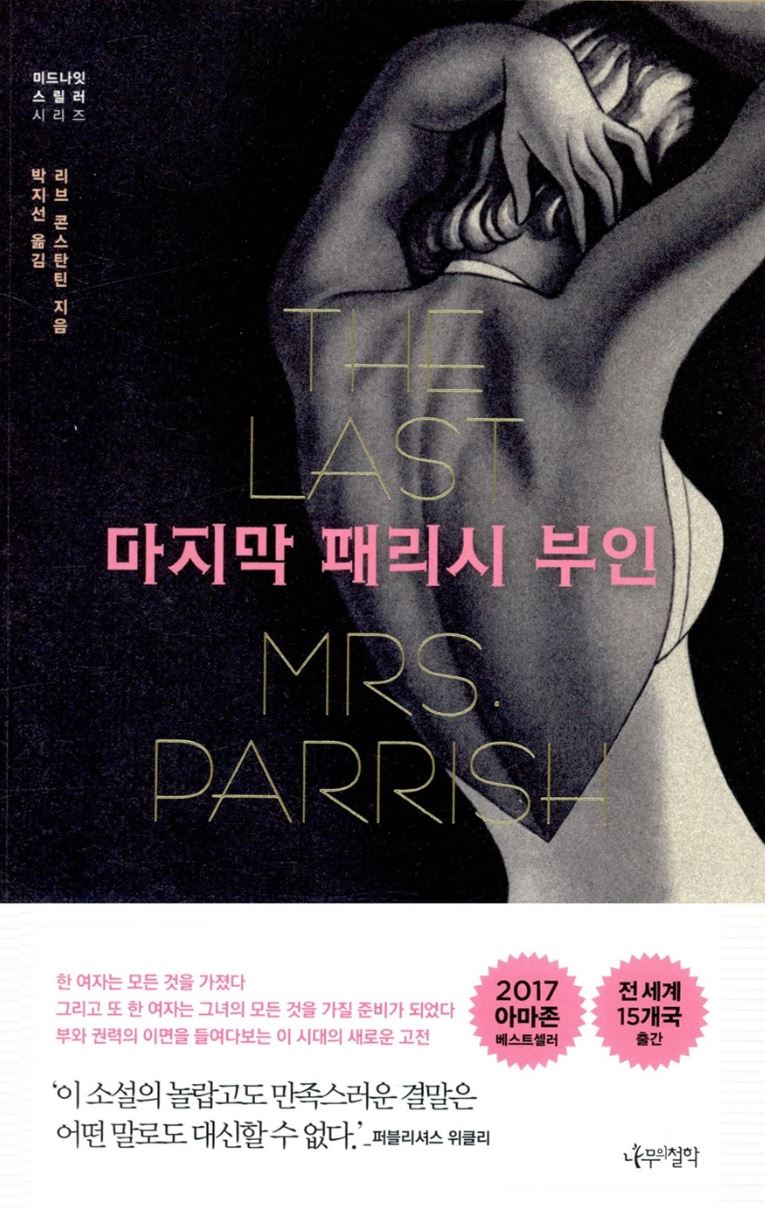 미드나잇
스릴러
시리즈
리브 콘스탄틴 지음
박지선 옮김
THE
LAST
마지막 패리시 부인
MRS.
PARRISH
한 여자는 모든 것을 가졌다
그리고 또 한 여자는 그녀의 모든 것을 가질 준비가 되었다
부와 권력의 이면을 들여다보는 이 시대의 새로운 고전
2017
아마존
베스트셀러
전 세계
15개국
출간
‘이 소설의 놀랍고도 만족스러운 결말은
어떤 말로도 대신할 수 없다.’_퍼블리셔스 위클리
나무의철학